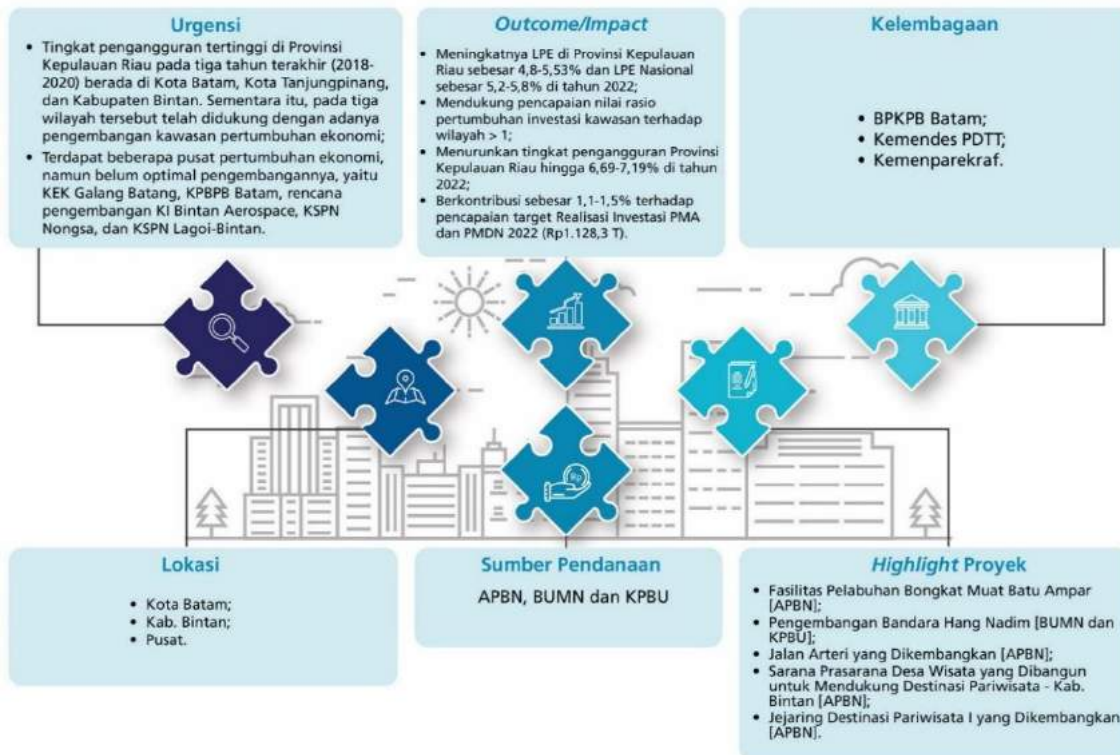 Urgensi
• Tingkat pengangguran tertinggi di Provinsi
Kepulauan Riau pada tiga tahun terakhir (2018-
2020) berada di Kota Batam, Kota Tanjungpinang,
dan Kabupaten Bintan. Sementara itu, pada tiga
wilayah tersebut telah didukung dengan adanya
pengembangan kawasan pertumbuhan ekonomi;
• Terdapat beberapa pusat pertumbuhan ekonomi,
namun belum optimal pengembangannya, yaitu
KEK Galang Batang, KPBPB Batam, rencana
pengembangan KI Bintan Aerospace, KSPN
Nongsa, dan KSPN Lagoi-Bintan.
Outcome/Impact
• Meningkatnya LPE di Provinsi Kepulauan
Riau sebesar 4,8-5,53% dan LPE Nasional
sebesar 5,2-5,8% di tahun 2022;
• Mendukung pencapaian nilai rasio
pertumbuhan investasi kawasan terhadap
wilayah > 1;
• Menurunkan tingkat pengangguran Provinsi
Kepulauan Riau hingga 6,69-7,19% di tahun
2022;
• Berkontribusi sebesar 1,1-1,5% terhadap
pencapaian target Realisasi Investasi PMA
dan PMDN 2022 (Rp1.128,3 T).
Kelembagaan
• BPKPB Batam;
• Kemendes PDTT;
• Kemenparekraf.
Rp
Lokasi
• Kota Batam;
• Kab. Bintan;
• Pusat.
Sumber Pendanaan
APBN, BUMN dan KPBU
Highlight Proyek
• Fasilitas Pelabuhan Bongkat Muat Batu Ampar
[APBN];
• Pengembangan Bandara Hang Nadim [BUMN dan
KPBU];
• Jalan Arteri yang Dikembangkan [APBN];
• Sarana Prasarana Desa Wisata yang Dibangun
untuk Mendukung Destinasi Pariwisata - Kab.
Bintan [APBN];
• Jejaring Destinasi Pariwisata I yang Dikembangkan
[APBN].